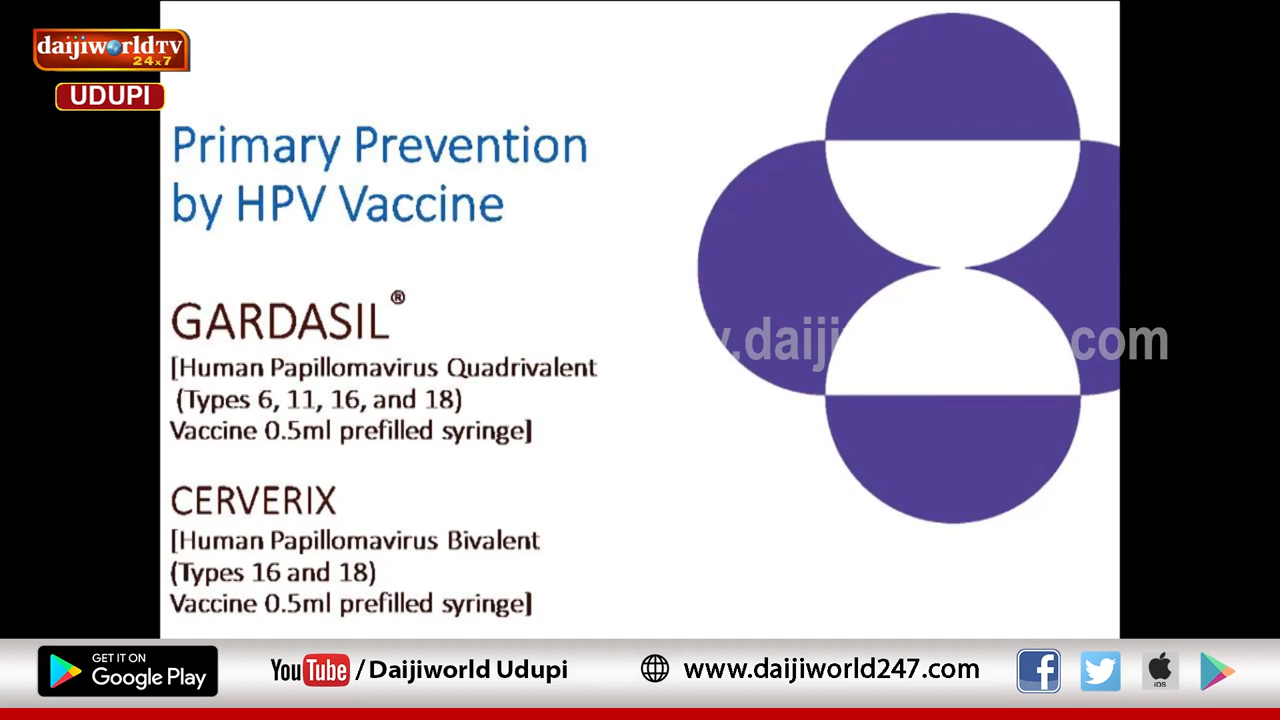 daijiworldTV
24x7
UDUPI
Primary Prevention
by HPV Vaccine
GARDASIL®
[Human Papillomavirus Quadrivalent
(Types 6, 11, 16, and 18)
Vaccine 0.5ml prefilled syringe]
CERVERIX
[Human Papillomavirus Bivalent
(Types 16 and 18)
Vaccine 0.5ml prefilled syringe]
GET IT ON
Google Play
YouTube /Daijiworld Udupi
www.daijiworld247.com
iOS